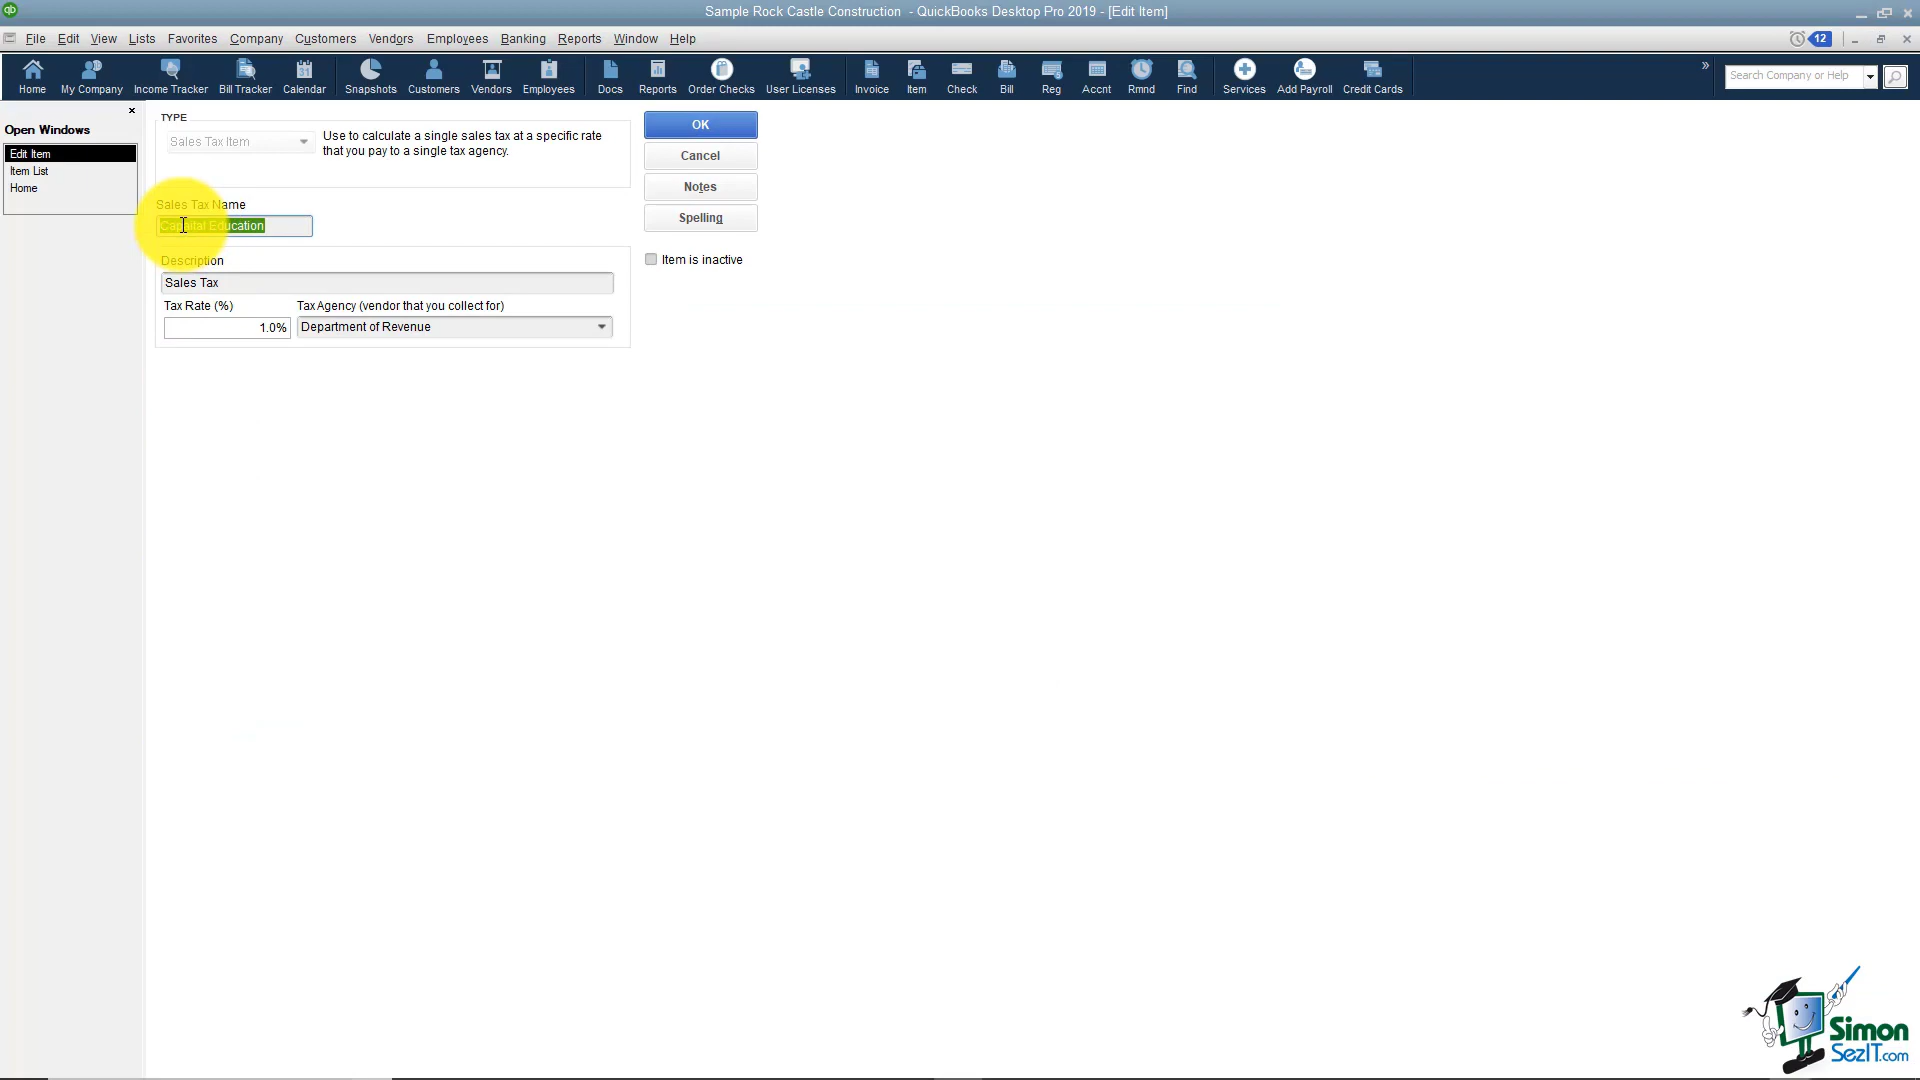 Sample Rock Castle Construction - QuickBooks Desktop Pro 2019 - [Edit Item]
File Edit View Lists Favorites Company Customers Vendors Employees Banking Reports Window Help
12
Home My Company Income Tracker Bill Tracker Calendar Snapshots Customers Vendors Employees Docs Reports Order Checks User Licenses Invoice Item Check Bill Reg Accnt Rmnd Find Services Add Payroll Credit Cards
Search Company or Help
Open Windows
Edit Item
Item List
Home
TYPE
Sales Tax Item
Use to calculate a single sales tax at a specific rate
that you pay to a single tax agency.
Sales Tax Name
Education
Description
Sales Tax
Tax Rate (%) Tax Agency (vendor that you collect for)
1.0% Department of Revenue
OK
Cancel
Notes
Spelling
Item is inactive
Simon
SezIT.com